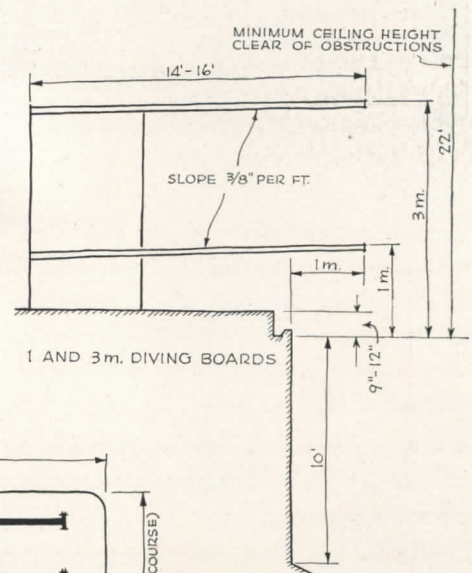 MINIMUM CEILING HEIGHT
CLEAR OF OBSTRUCTIONS
14'-16'
SLOPE 3/8" PER FT.
22'
3 m.
1 m.
1 m.
9"-12"
1 AND 3 m. DIVING BOARDS
10'
COURSE)